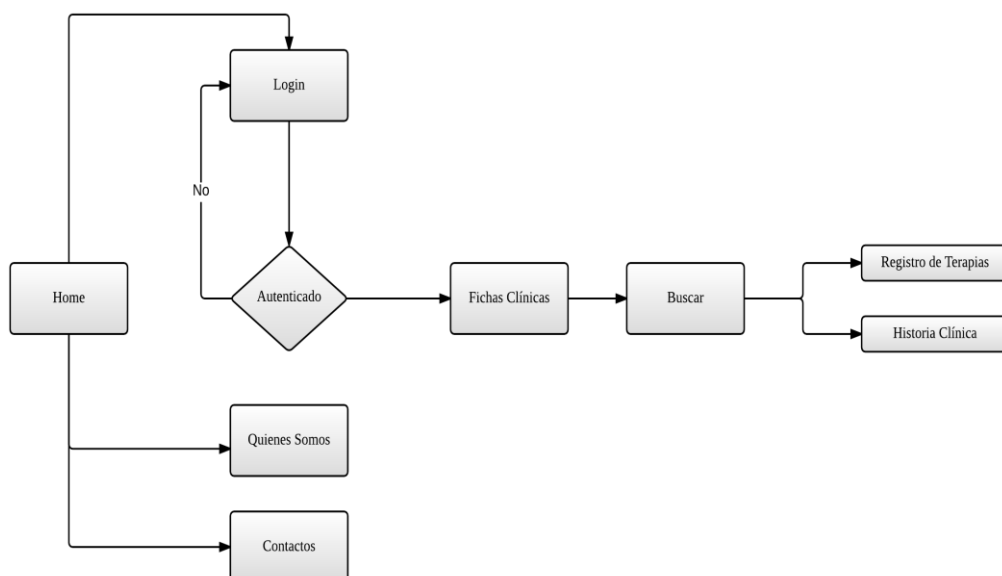 Login
No
Home
Autenticado
Fichas Clínicas
Buscar
Registro de Terapias
Historia Clínica
Quienes Somos
Contactos